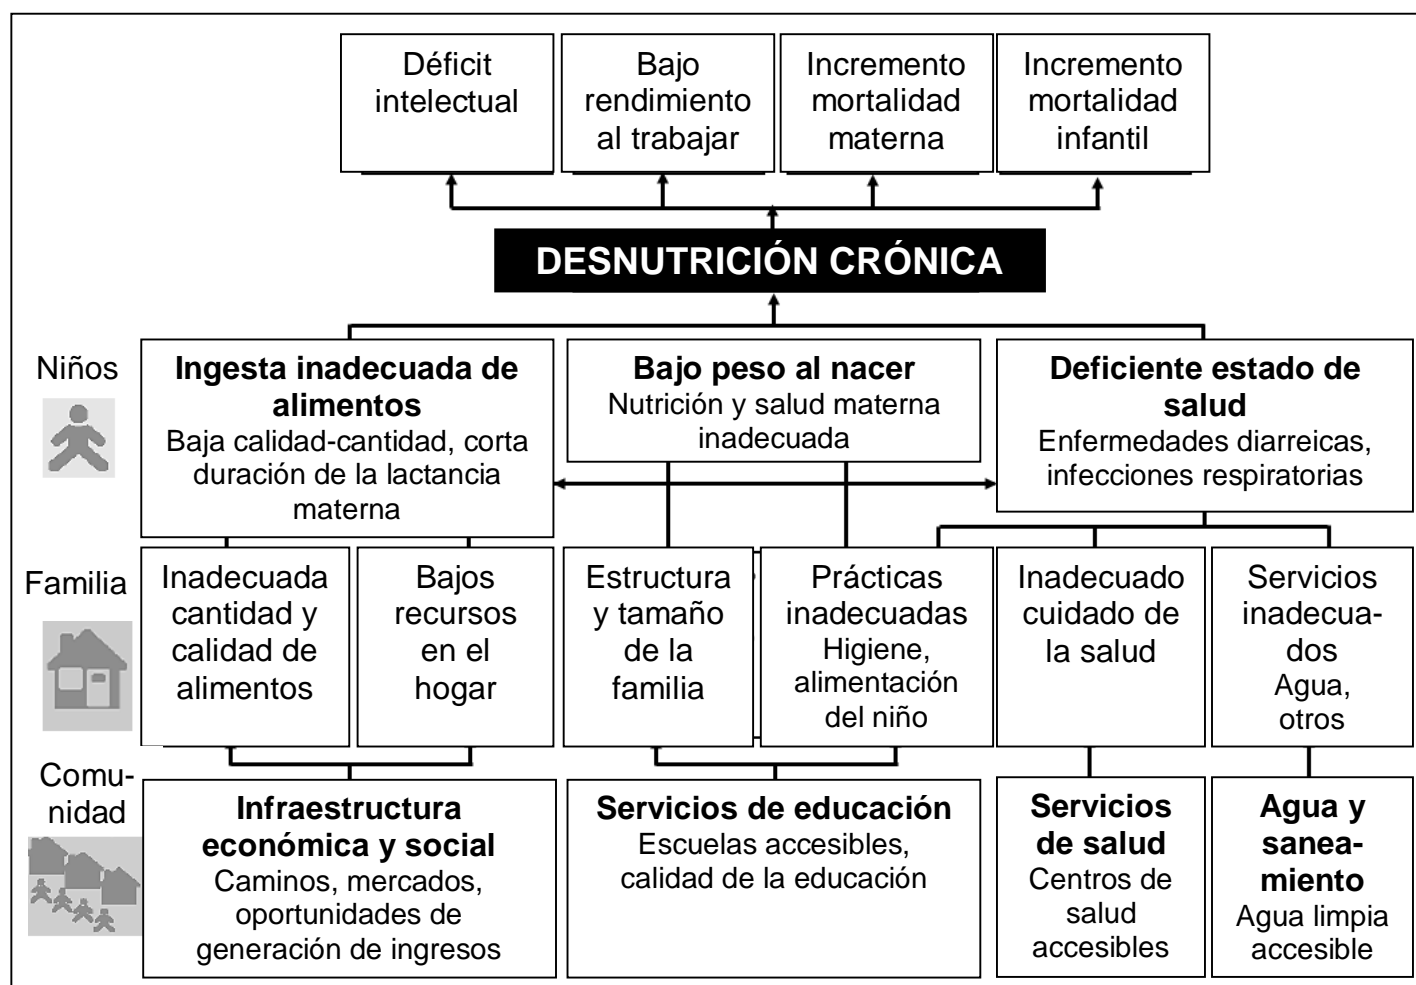 Déficit
intelectual
Bajo
rendimiento
al trabajar
Incremento
mortalidad
materna
Incremento
mortalidad
infantil
DESNUTRICIÓN CRÓNICA
Niños
Ingesta inadecuada de
alimentos
Baja calidad-cantidad, corta
duración de la lactancia
materna
Bajo peso al nacer
Nutrición y salud materna
inadecuada
Deficiente estado de
salud
Enfermedades diarreicas,
infecciones respiratorias
Familia
Inadecuada
cantidad y
calidad de
alimentos
Bajos
recursos
en el
hogar
Estructura
y tamaño
de la
familia
Prácticas
inadecuadas
Higiene,
alimentación
del niño
Inadecuado
cuidado de
la salud
Servicios
inadecua-
dos
Agua,
otros
Comu-
nidad
Infraestructura
económica y social
Caminos, mercados,
oportunidades de
generación de ingresos
Servicios de educación
Escuelas accesibles,
calidad de la educación
Servicios
de salud
Centros de
salud
accesibles
Agua y
sanea-
miento
Agua limpia
accesible